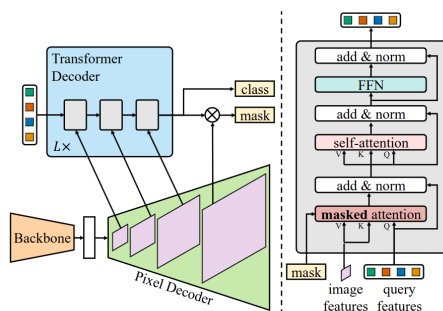 Transformer
Decoder
L×
class
mask
Backbone
Pixel Decoder
add & norm
FFN
add & norm
self-attention
V K Q
add & norm
masked attention
V K Q
mask
image
features
query
features